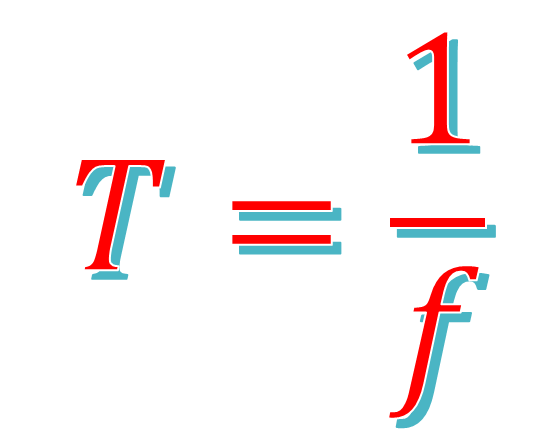 T = 1/f